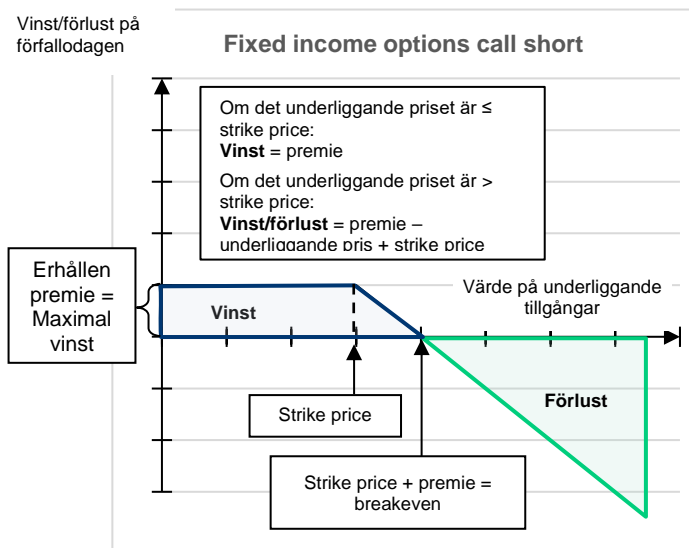 Vinst/förlust på
förfallodagen
Fixed income options call short
Om det underliggande priset är ≤
strike price:
Vinst = premie
Om det underliggande priset är >
strike price:
Vinst/förlust = premie –
underliggande pris + strike price
Erhållen
premie =
Maximal
vinst
Vinst
Värde på underliggande
tillgångar
Strike price
Förlust
Strike price + premie =
breakeven